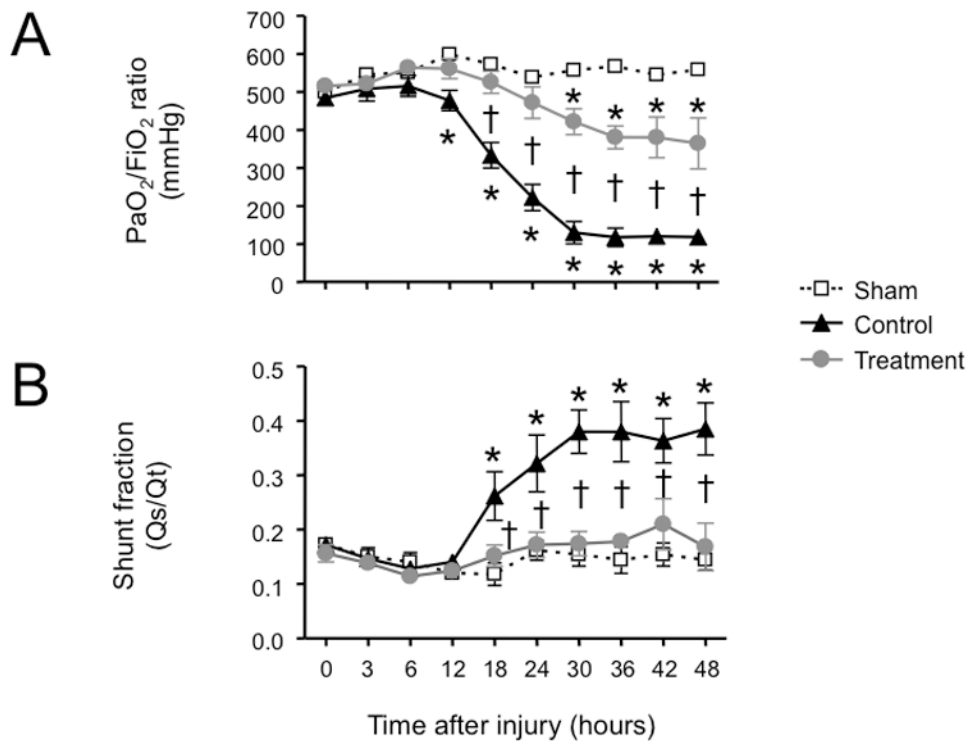 A
PaO₂/FiO₂ ratio
(mmHg)
700
600
500
400
300
200
100
0
* * * *
† † † † † †
* * * * * * *
Sham
Control
Treatment
B
Shunt fraction
(Qs/Qt)
0.5
0.4
0.3
0.2
0.1
0.0
* * * * * *
† † † † † †
0 3 6 12 18 24 30 36 42 48
Time after injury (hours)